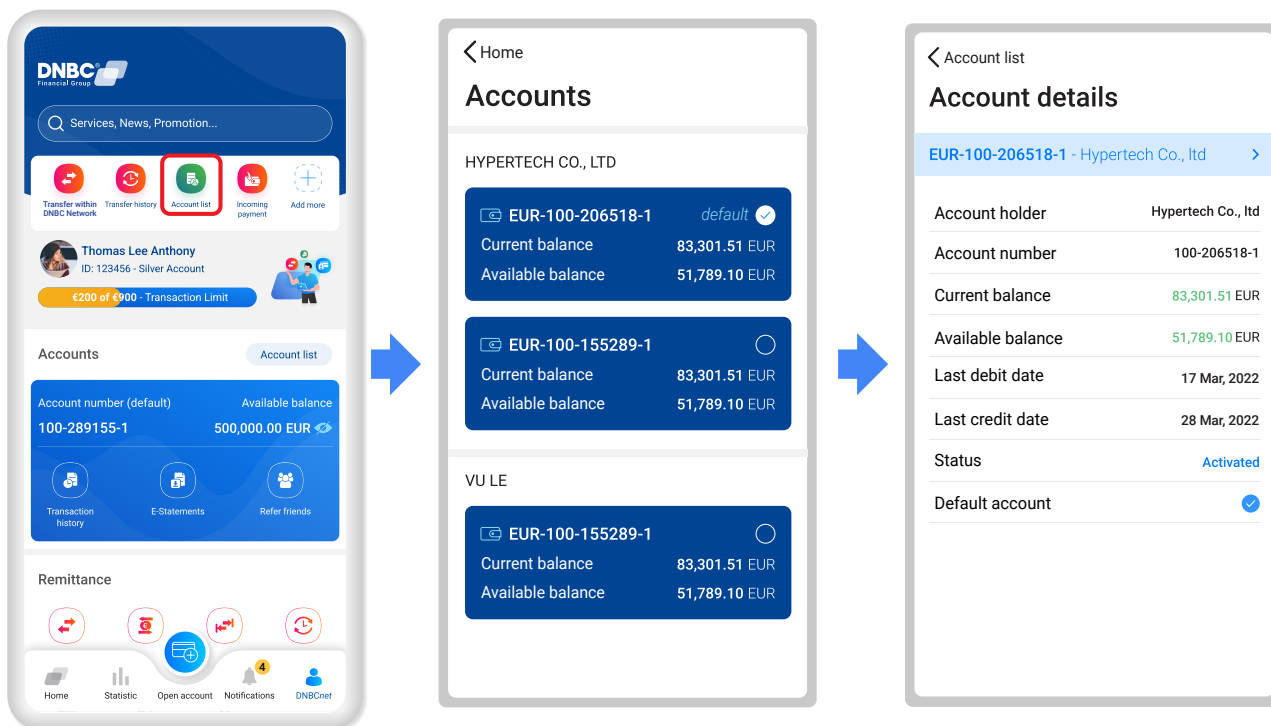 DNBC
Financial Group
Services, News, Promotion...
Transfer within
DNBC Network
Transfer history
Account list
Incoming
payment
Add more
Thomas Lee Anthony
ID: 123456 - Silver Account
€200 of €900 - Transaction Limit
Accounts
Account list
Account number (default)
Available balance
100-289155-1
500,000.00 EUR
Transaction
history
E-Statements
Refer friends
Remittance
4
Home
Statistic
Open account
Notifications
DNBCnet
Home
Accounts
HYPERTECH CO., LTD
EUR-100-206518-1 default
Current balance 83,301.51 EUR
Available balance 51,789.10 EUR
EUR-100-155289-1
Current balance 83,301.51 EUR
Available balance 51,789.10 EUR
VU LE
EUR-100-155289-1
Current balance 83,301.51 EUR
Available balance 51,789.10 EUR
Account list
Account details
EUR-100-206518-1 - Hypertech Co., ltd
Account holder Hypertech Co., ltd
Account number 100-206518-1
Current balance 83,301.51 EUR
Available balance 51,789.10 EUR
Last debit date 17 Mar, 2022
Last credit date 28 Mar, 2022
Status Activated
Default account